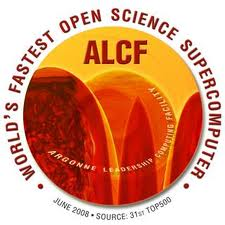 • WORLD'S FASTEST OPEN SCIENCE SUPERCOMPUTER •
ALCF
ARGONNE LEADERSHIP
COMPUTING FACILITY
JUNE 2008 • SOURCE: 31ST TOP500